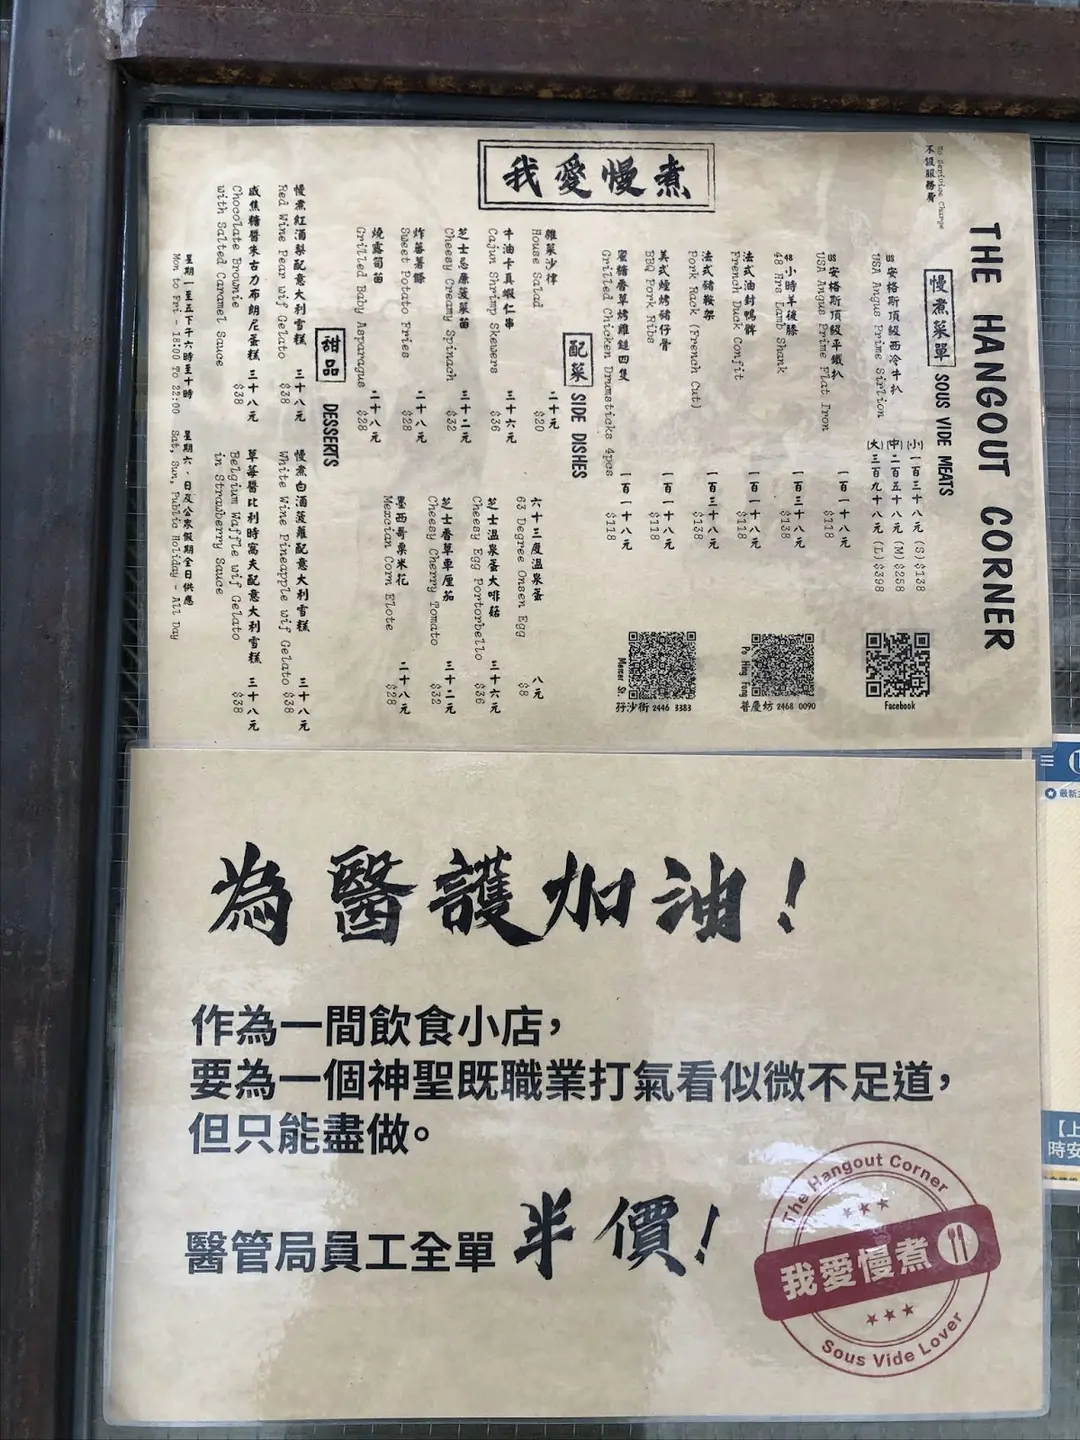 我愛慢煮
THE HANGOUT CORNER
不設服務費
慢煮菜單 SOUS VIDE MEATS
US安格斯頂級西冷牛扒
USA Angus Prime Sirlion
(小)一百三十八元 (S)$138
(中)二百五十八元 (M)$258
(大)三百九十八元 (L)$398
US安格斯頂級平鐵扒 一百一十八元
USA Angus Prime Flat Iron $118
48小時羊後膝 一百三十八元
48 Hrs Lamb Shank $138
法式油封鴨髀 一百一十八元
French Duck Confit $118
法式豬鞍架 一百三十八元
Pork Rack (French Cut) $138
美式燒烤豬仔骨 一百一十八元
BBQ Pork Ribs $118
蜜糖香草烤雞鎚四隻 一百一十八元
Grilled Chicken Drumsticks 4pcs $118
Facebook
Po Hing Fong
普慶坊 2468 0090
Mercer St.
孖沙街 2446 3383
配菜 SIDE DISHES
雜菜沙律 二十元
House Salad $20
牛油卡真蝦仁串 三十六元
Cajun Shrimp Skewers $36
芝士忌廉菠菜苗 三十二元
Cheesy Creamy Spinach $32
炸蕃薯條 二十八元
Sweet Potato Fries $28
燒露筍苗 二十八元
Grilled Baby Asparagus $28
六十三度溫泉蛋 八元
63 Degree Onsen Egg $8
芝士溫泉蛋大啡菇 三十六元
Cheesy Egg Portorbello $36
芝士香草車厘茄 三十二元
Cheesy Cherry Tomato $32
墨西哥粟米花 二十八元
Mexcian Corn Elote $28
甜品 DESSERTS
慢煮紅酒梨配意大利雪糕 三十八元
Red Wine Pear wif Gelato $38
咸焦糖醬朱古力布朗尼蛋糕 三十八元
Chocolate Brownie $38
with Salted Caramel Sauce
慢煮白酒菠蘿配意大利雪糕 三十八元
White Wine Pineapple wif Gelato $38
草莓醬比利時窩夫配意大利雪糕 三十八元
Belgium Waffle wif Gelato $38
in Strawberry Sauce
星期一至五下午六時至十時
Mon to Fri - 18:00 To 22:00
星期六、日及公眾假期全日供應
Sat, Sun, Public Holiday - All Day
為醫護加油！
作為一間飲食小店，
要為一個神聖既職業打氣看似微不足道，
但只能盡做。
醫管局員工全單半價！
The Hangout Corner
我愛慢煮
Sous Vide Lover
最新
【上
時安